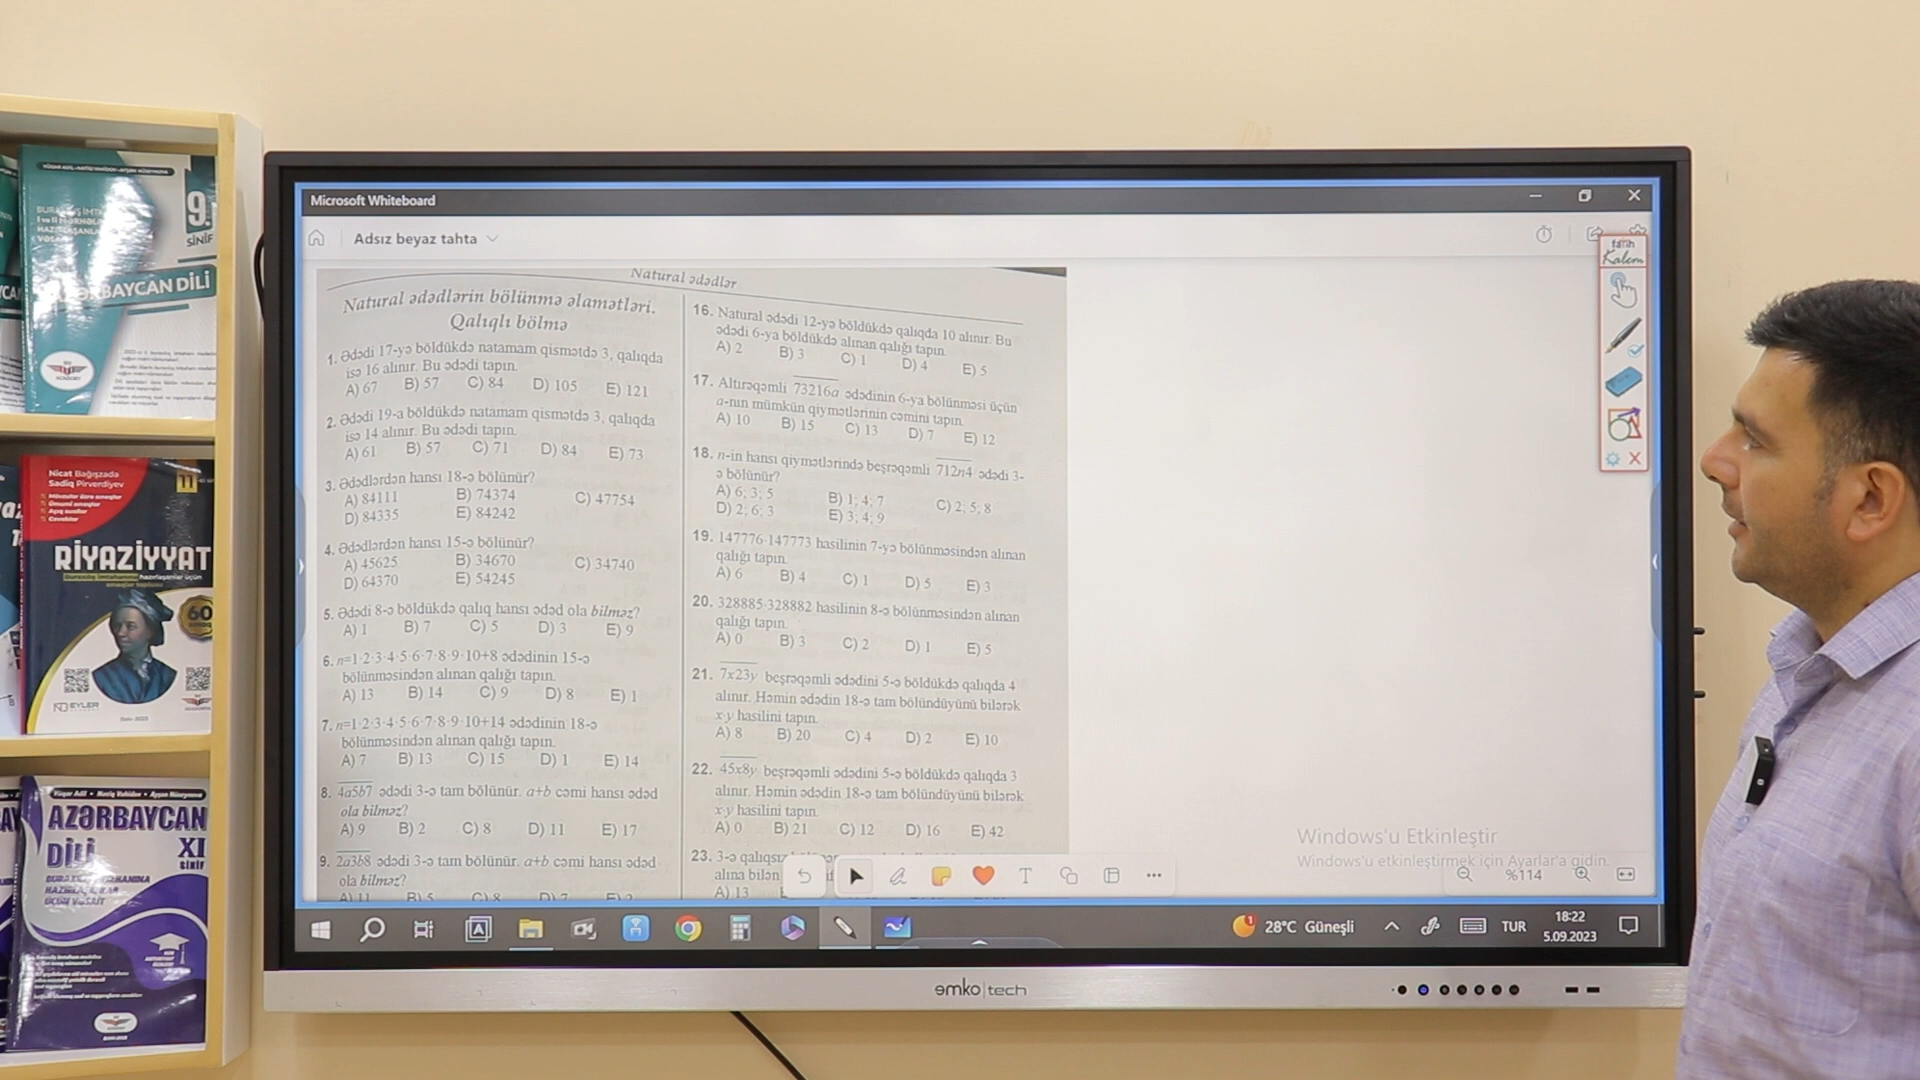 Microsoft Whiteboard
Adsız beyaz tahta
fatih
Kalem
Natural ədədlər
Natural ədədlərin bölünmə əlamətləri.
Qalıqlı bölmə
1. Ədədi 17-yə böldükdə natamam qismətdə 3, qalıqda
isə 16 alınır. Bu ədədi tapın.
A) 67 B) 57 C) 84 D) 105 E) 121
2. Ədədi 19-a böldükdə natamam qismətdə 3, qalıqda
isə 14 alınır. Bu ədədi tapın.
A) 61 B) 57 C) 71 D) 84 E) 73
3. Ədədlərdən hansı 18-ə bölünür?
A) 84111 B) 74374 C) 47754
D) 84335 E) 84242
4. Ədədlərdən hansı 15-ə bölünür?
A) 45625 B) 34670 C) 34740
D) 64370 E) 54245
5. Ədədi 8-ə böldükdə qalıq hansı ədəd ola bilməz?
A) 1 B) 7 C) 5 D) 3 E) 9
6. n=1·2·3·4·5·6·7·8·9·10+8 ədədinin 15-ə
bölünməsindən alınan qalığı tapın.
A) 13 B) 14 C) 9 D) 8 E) 1
7. n=1·2·3·4·5·6·7·8·9·10+14 ədədinin 18-ə
bölünməsindən alınan qalığı tapın.
A) 7 B) 13 C) 15 D) 1 E) 14
8. 4a5b7 ədədi 3-ə tam bölünür. a+b cəmi hansı ədəd
ola bilməz?
A) 9 B) 2 C) 8 D) 11 E) 17
9. 2a3b8 ədədi 3-ə tam bölünür. a+b cəmi hansı ədəd
ola bilməz?
A) 11 B) 5 C) 8 D) 7 E) 2
16. Natural ədədi 12-yə böldükdə qalıqda 10 alınır. Bu
ədədi 6-ya böldükdə alınan qalığı tapın.
A) 2 B) 3 C) 1 D) 4 E) 5
17. Altırəqəmli 73216a ədədinin 6-ya bölünməsi üçün
a-nın mümkün qiymətlərinin cəmini tapın.
A) 10 B) 15 C) 13 D) 7 E) 12
18. n-in hansı qiymətlərində beşrəqəmli 712n4 ədədi 3-
ə bölünür?
A) 6; 3; 5 B) 1; 4; 7 C) 2; 5; 8
D) 2; 6; 3 E) 3; 4; 9
19. 147776·147773 hasilinin 7-yə bölünməsindən alınan
qalığı tapın.
A) 6 B) 4 C) 1 D) 5 E) 3
20. 328885·328882 hasilinin 8-ə bölünməsindən alınan
qalığı tapın.
A) 0 B) 3 C) 2 D) 1 E) 5
21. 7x23y beşrəqəmli ədədini 5-ə böldükdə qalıqda 4
alınır. Həmin ədədin 18-ə tam bölündüyünü bilərək
x·y hasilini tapın.
A) 8 B) 20 C) 4 D) 2 E) 10
22. 45x8y beşrəqəmli ədədini 5-ə böldükdə qalıqda 3
alınır. Həmin ədədin 18-ə tam bölündüyünü bilərək
x·y hasilini tapın.
A) 0 B) 21 C) 12 D) 16 E) 42
23. 3-ə
alına bilən
A) 13
Windows'u Etkinleştir
Windows'u etkinleştirmek için Ayarlar'a gidin.
%114
28°C Güneşli
TUR
18:22
5.09.2023
emko|tech
9.
SİNİF
AZƏRBAYCAN DİLİ
Nicat Bağışzadə
Sadiq Pirverdiyev
11
RİYAZİYYAT
60
AZƏRBAYCAN
DİLİ
XI
SİNİF